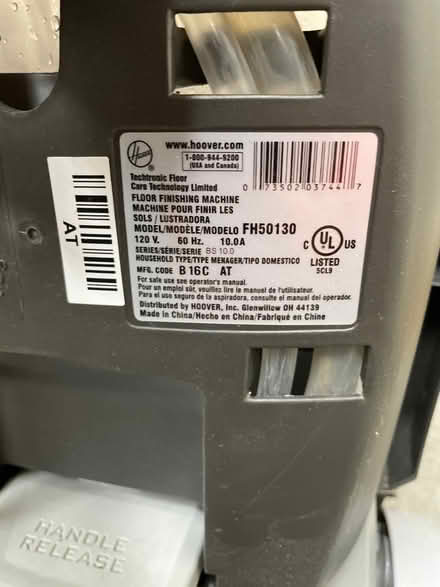 Hoover
®
www.hoover.com
1-800-944-9200
(USA and Canada)
0 73502 03744 7
Techtronic Floor
Care Technology Limited
FLOOR FINISHING MACHINE
MACHINE POUR FINIR LES
SOLS / LUSTRADORA
MODEL/MODÈLE/MODELO FH50130
120 V. 60 Hz. 10.0A
SERIES/SÉRIE/SERIE BS 10.0
HOUSEHOLD TYPE/TYPE MENAGER/TIPO DOMESTICO
MFG. CODE B16C AT
C UL US
®
LISTED
5CL9
For safe use see operator's manual.
Pour un emploi sûr, veuillez lire le manuel de l'utilisateur.
Para el uso seguro de la aspiradora, consulte el manual del operador.
Distributed by HOOVER, Inc. Glenwillow OH 44139
Made in China/Hecho en China/Fabriqué en Chine
AT
HANDLE
RELEASE